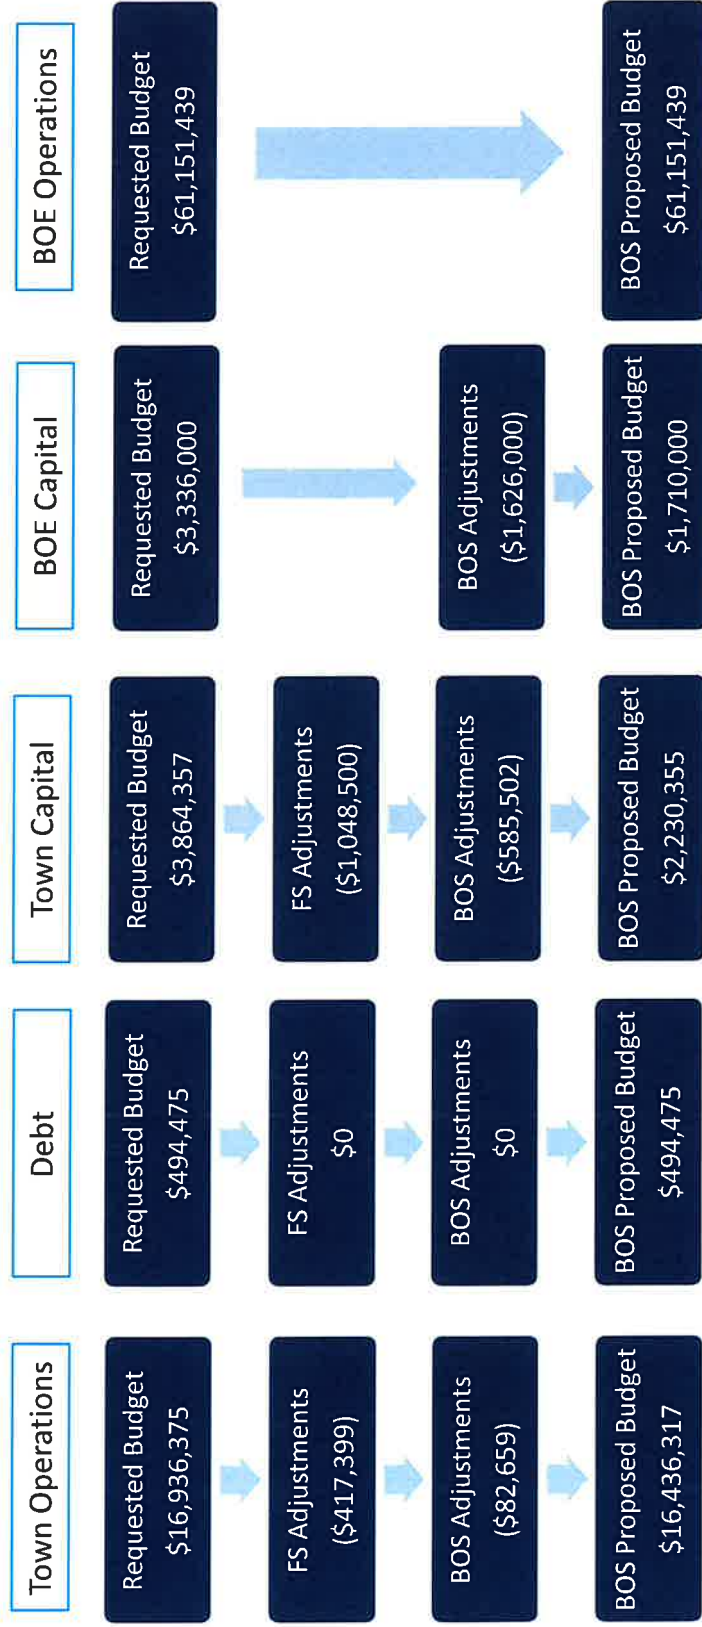 Town Operations
Requested Budget
$16,936,375
FS Adjustments
($417,399)
BOS Adjustments
($82,659)
BOS Proposed Budget
$16,436,317
Debt
Requested Budget
$494,475
FS Adjustments
$0
BOS Adjustments
$0
BOS Proposed Budget
$494,475
Town Capital
Requested Budget
$3,864,357
FS Adjustments
($1,048,500)
BOS Adjustments
($585,502)
BOS Proposed Budget
$2,230,355
BOE Capital
Requested Budget
$3,336,000
BOS Adjustments
($1,626,000)
BOS Proposed Budget
$1,710,000
BOE Operations
Requested Budget
$61,151,439
BOS Proposed Budget
$61,151,439